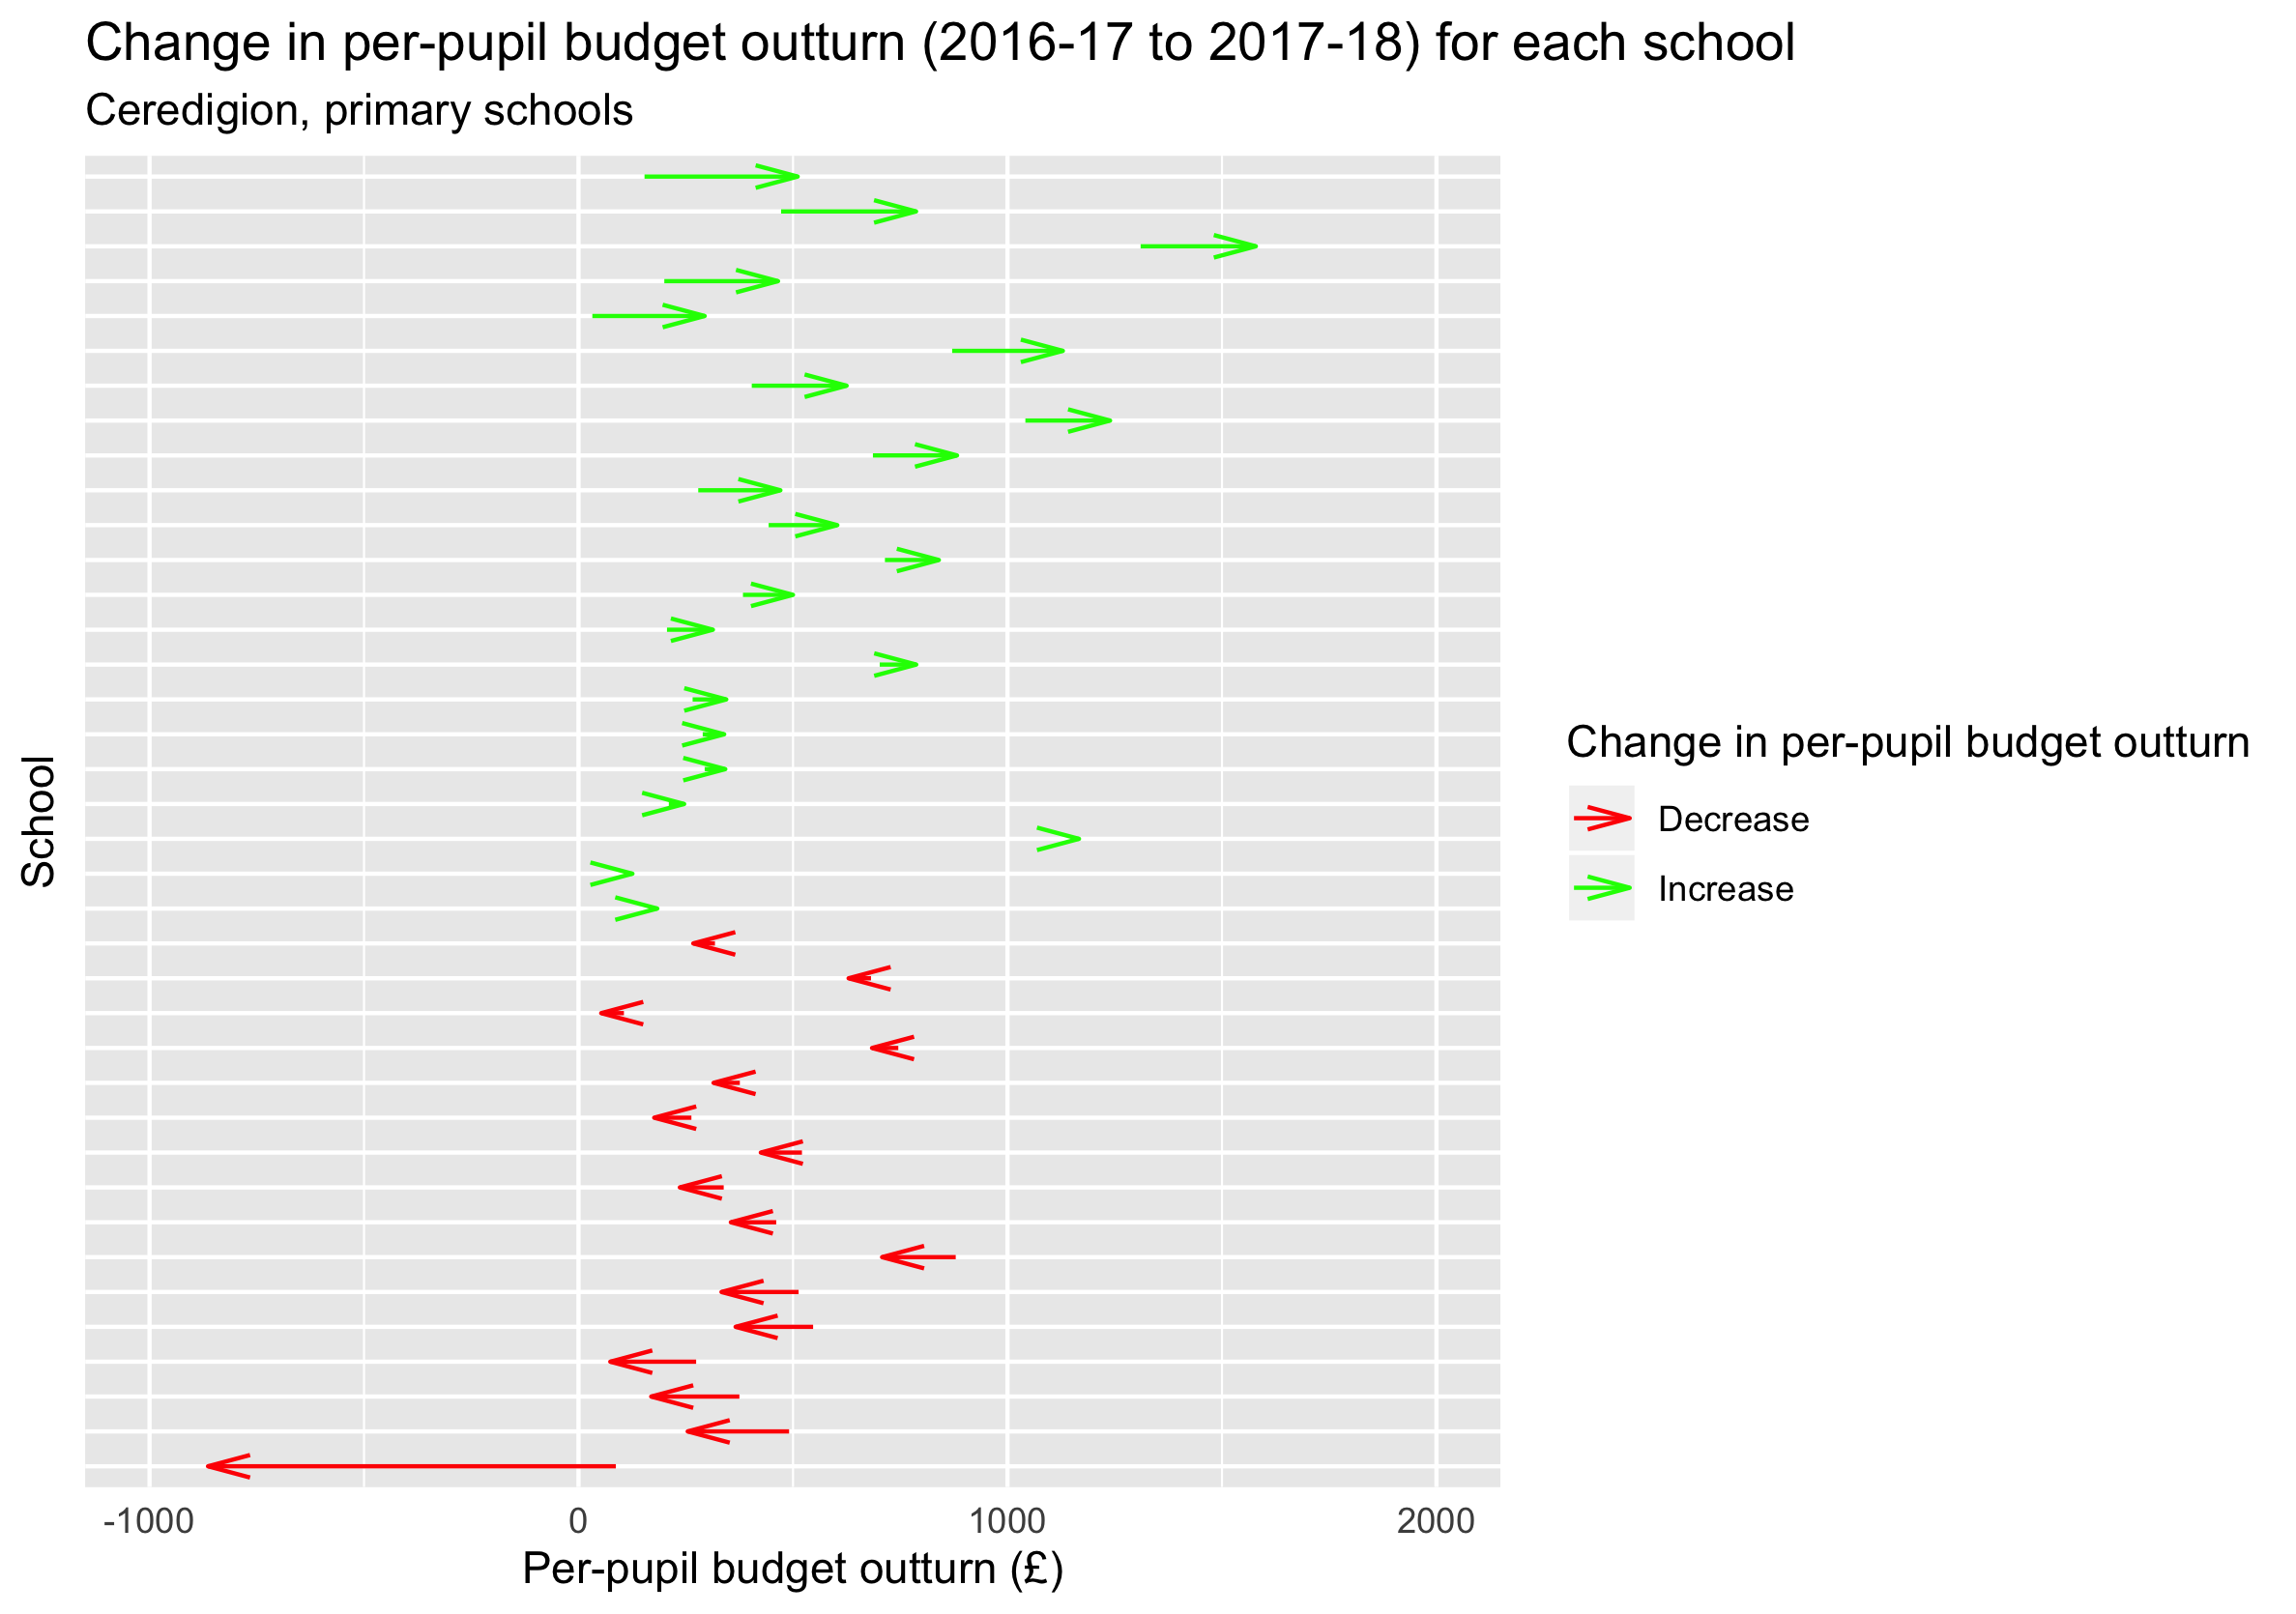 Change in per-pupil budget outturn (2016-17 to 2017-18) for each school
Ceredigion, primary schools
School
-1000
0
1000
2000
Per-pupil budget outturn (£)
Change in per-pupil budget outturn
Decrease
Increase